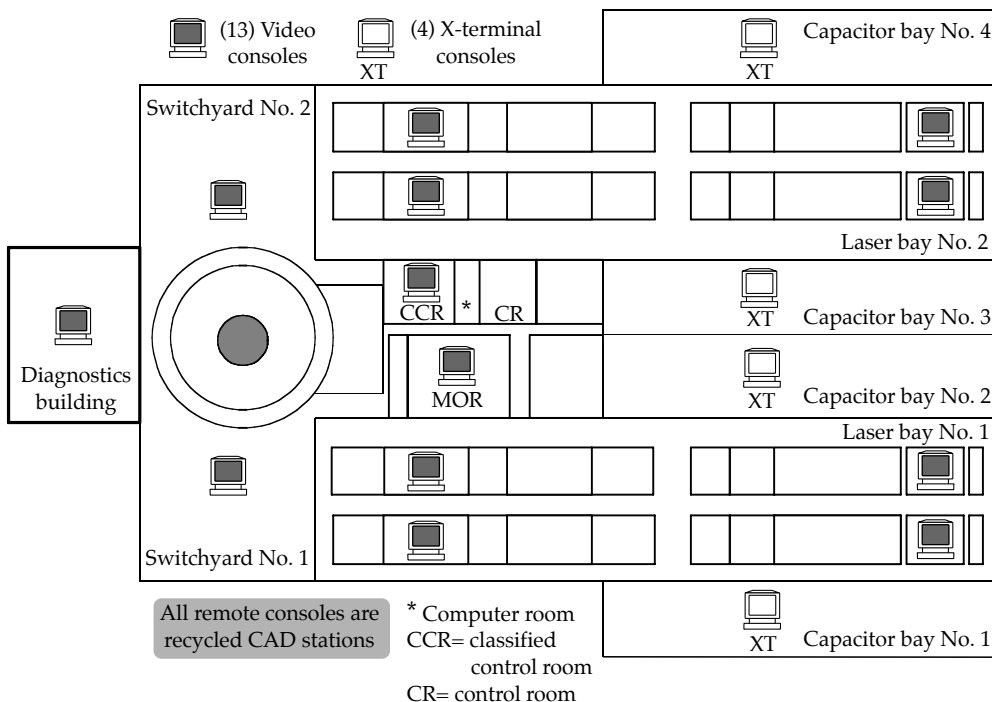 (13) Video
consoles
XT
(4) X-terminal
consoles
XT
Capacitor bay No. 4
Switchyard No. 2
Laser bay No. 2
CCR
*
CR
XT
Capacitor bay No. 3
Diagnostics
building
MOR
XT
Capacitor bay No. 2
Laser bay No. 1
Switchyard No. 1
All remote consoles are
recycled CAD stations
* Computer room
CCR= classified
control room
CR= control room
XT
Capacitor bay No. 1